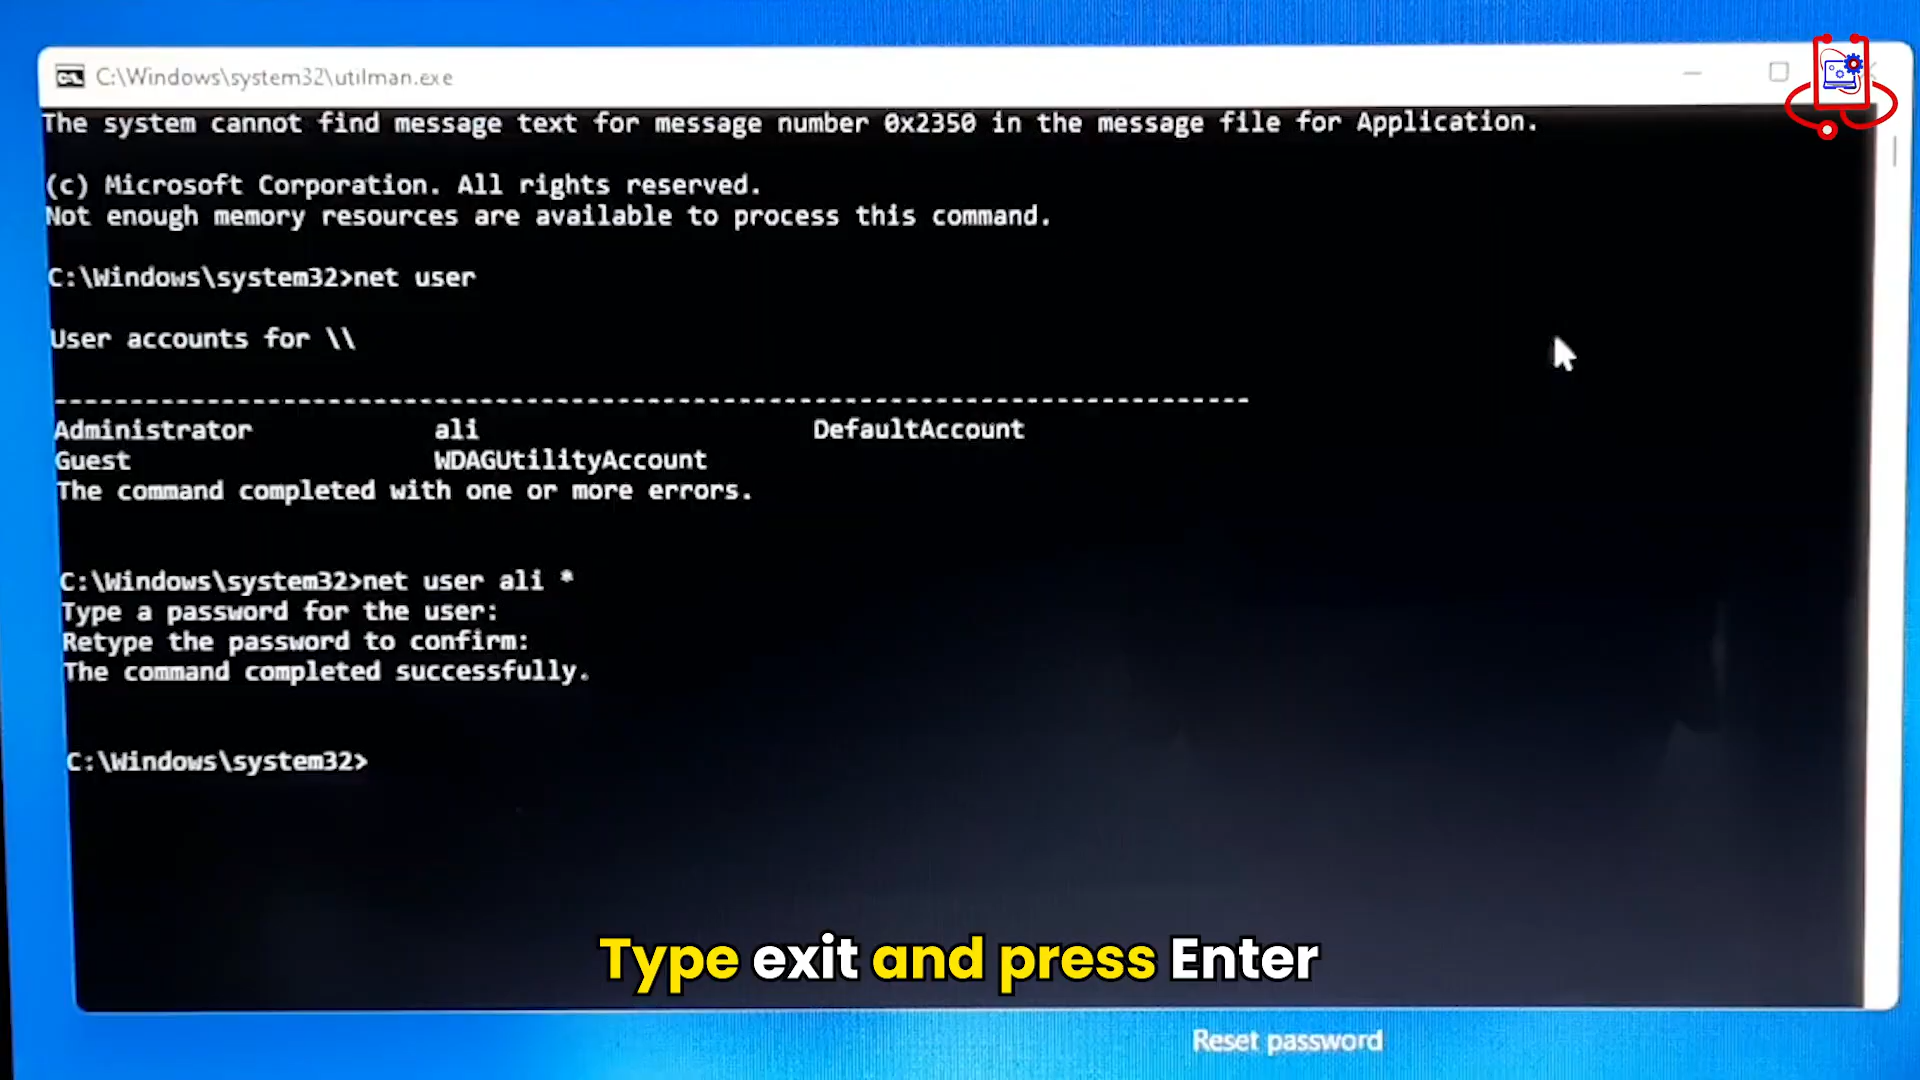 C:\Windows\system32\utilman.exe
The system cannot find message text for message number 0x2350 in the message file for Application.
(c) Microsoft Corporation. All rights reserved.
Not enough memory resources are available to process this command.
C:\Windows\system32>net user
User accounts for \\
-------------------------------------------------------------------------------
Administrator ali DefaultAccount
Guest WDAGUtilityAccount
The command completed with one or more errors.
C:\Windows\system32>net user ali *
Type a password for the user:
Retype the password to confirm:
The command completed successfully.
C:\Windows\system32>
Type exit and press Enter
Reset password